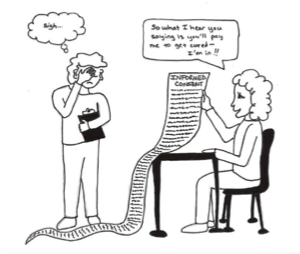 Sigh...
So what I hear you
saying is you'll pay
me to get cured—
I'm in!!
INFORMED
CONSENT